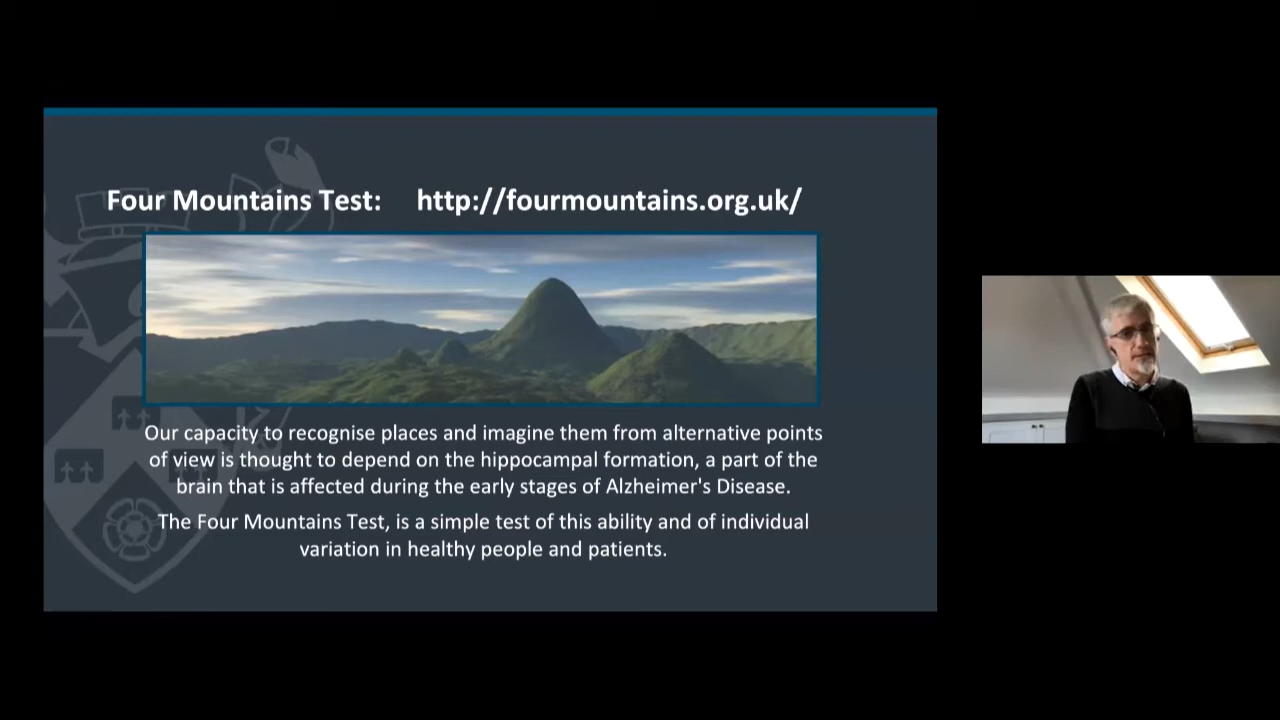 Four Mountains Test: http://fourmountains.org.uk/
Our capacity to recognise places and imagine them from alternative points
of view is thought to depend on the hippocampal formation, a part of the
brain that is affected during the early stages of Alzheimer's Disease.
The Four Mountains Test, is a simple test of this ability and of individual
variation in healthy people and patients.